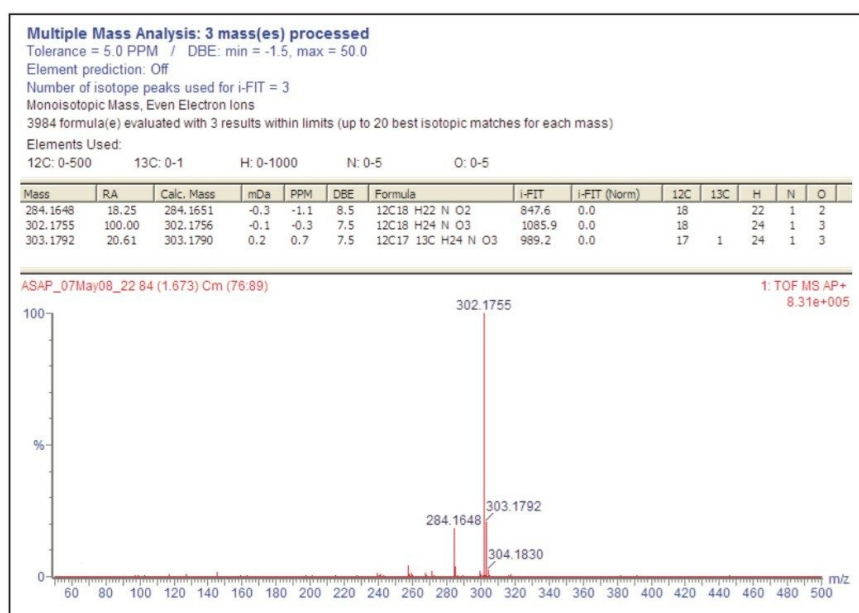 Multiple Mass Analysis: 3 mass(es) processed
Tolerance = 5.0 PPM / DBE: min = -1.5, max = 50.0
Element prediction: Off
Number of isotope peaks used for i-FIT = 3
Monoisotopic Mass, Even Electron Ions
3984 formula(e) evaluated with 3 results within limits (up to 20 best isotopic matches for each mass)
Elements Used:
12C: 0-500 13C: 0-1 H: 0-1000 N: 0-5 O: 0-5
Mass RA Calc. Mass mDa PPM DBE Formula i-FIT i-FIT (Norm) 12C 13C H N O
284.1648 18.25 284.1651 -0.3 -1.1 8.5 12C18 H22 N O2 847.6 0.0 18 22 1 2
302.1755 100.00 302.1756 -0.1 -0.3 7.5 12C18 H24 N O3 1085.9 0.0 18 24 1 3
303.1792 20.61 303.1790 0.2 0.7 7.5 12C17 13C H24 N O3 989.2 0.0 17 1 24 1 3
ASAP_07May08_22 84 (1.673) Cm (76:89) 1: TOF MS AP+
8.31e+005
302.1755
100
%
303.1792
284.1648
304.1830
0
m/z
60 80 100 120 140 160 180 200 220 240 260 280 300 320 340 360 380 400 420 440 460 480 500